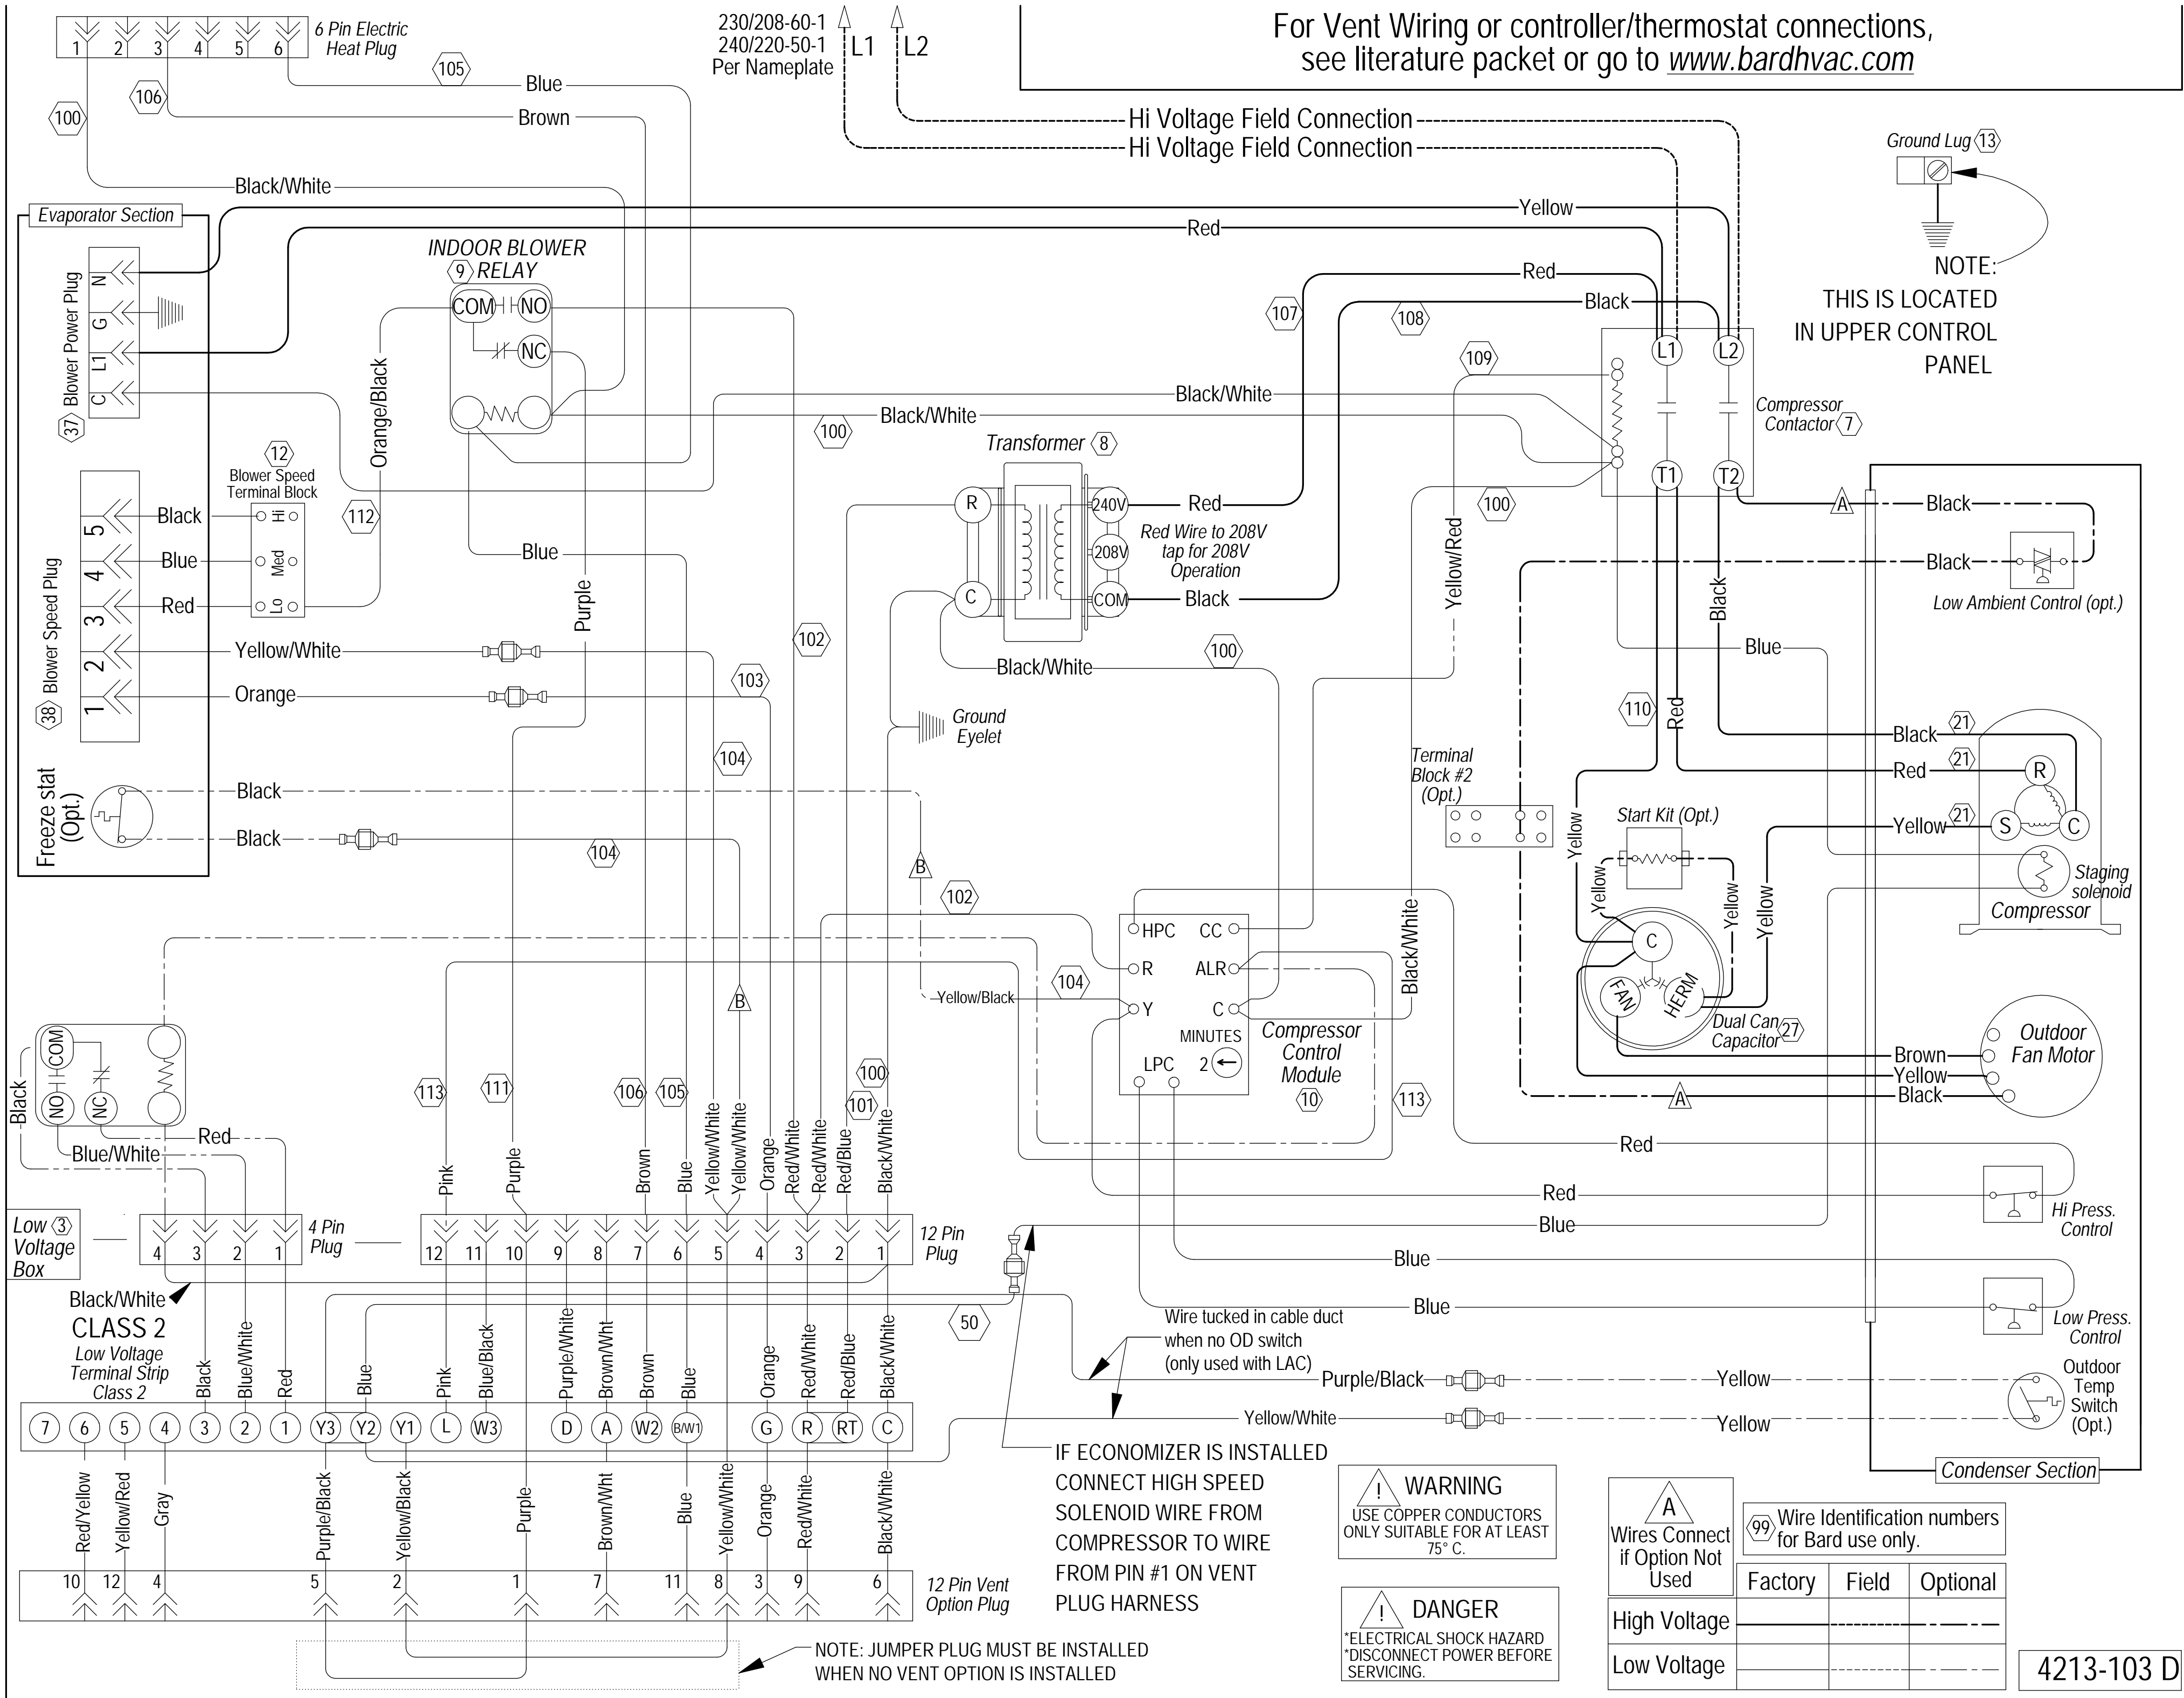 6 Pin Electric
Heat Plug
1 2 3 4 5 6
230/208-60-1
240/220-50-1
Per Nameplate
L1
L2
For Vent Wiring or controller/thermostat connections,
see literature packet or go to www.bardhvac.com
105
Blue
106
Brown
100
Hi Voltage Field Connection
Hi Voltage Field Connection
Ground Lug 13
Black/White
Yellow
Red
NOTE:
THIS IS LOCATED
IN UPPER CONTROL
PANEL
Evaporator Section
37 Blower Power Plug
N
G
L1
C
INDOOR BLOWER
9 RELAY
COM
NO
NC
Red
107
Black
108
109
L1
L2
T1
T2
Compressor
Contactor 7
Orange/Black
Black/White
Black/White
100
12
Blower Speed
Terminal Block
Hi
Med
Lo
112
38 Blower Speed Plug
5
4
3
2
1
Black
Blue
Red
Yellow/White
Orange
Blue
Purple
102
103
104
Transformer 8
R
C
240V
208V
COM
Red
Red Wire to 208V
tap for 208V
Operation
Black
Black/White
100
100
Yellow/Red
A
Black
Black
Low Ambient Control (opt.)
Black
Blue
110
Red
Ground
Eyelet
Freeze stat
(Opt.)
Black
Black
104
B
B
Terminal
Block #2
(Opt.)
Start Kit (Opt.)
Yellow
Yellow
Yellow
Yellow
Black 21
Red 21
Yellow 21
R
S
C
Staging
solenoid
Compressor
102
104
Yellow/Black
HPC
CC
R
ALR
Y
C
MINUTES
2
LPC
Compressor
Control
Module
10
Black/White
C
FAN
HERM
Dual Can
Capacitor 27
Outdoor
Fan Motor
Brown
Yellow
Black
A
COM
NO
NC
Black
Red
Blue/White
113
111
106
105
100
101
113
Pink
Purple
Brown
Blue
Yellow/White
Yellow/White
Orange
Red/White
Red/White
Red/Blue
Black/White
Red
Red
Hi Press.
Control
Blue
Blue
Blue
Low Press.
Control
Low 3
Voltage
Box
4 3 2 1
4 Pin
Plug
12 11 10 9 8 7 6 5 4 3 2 1
12 Pin
Plug
Black/White
CLASS 2
Low Voltage
Terminal Strip
Class 2
Black
Blue/White
Red
Blue
Pink
Blue/Black
Purple/White
Brown/Wht
Brown
Blue
Orange
Red/White
Red/Blue
Black/White
50
Wire tucked in cable duct
when no OD switch
(only used with LAC)
Purple/Black
Yellow
Yellow/White
Yellow
Outdoor
Temp
Switch
(Opt.)
7 6 5 4 3 2 1 Y3 Y2 Y1 L W3 D A W2 B/W1 G R RT C
Red/Yellow
Yellow/Red
Gray
Purple/Black
Yellow/Black
Purple
Brown/Wht
Blue
Yellow/White
Orange
Red/White
Black/White
10 12 4 5 2 1 7 11 8 3 9 6
12 Pin Vent
Option Plug
NOTE: JUMPER PLUG MUST BE INSTALLED
WHEN NO VENT OPTION IS INSTALLED
IF ECONOMIZER IS INSTALLED
CONNECT HIGH SPEED
SOLENOID WIRE FROM
COMPRESSOR TO WIRE
FROM PIN #1 ON VENT
PLUG HARNESS
! WARNING
USE COPPER CONDUCTORS
ONLY SUITABLE FOR AT LEAST
75° C.
! DANGER
*ELECTRICAL SHOCK HAZARD
*DISCONNECT POWER BEFORE
SERVICING.
Condenser Section
A
Wires Connect
if Option Not
Used
99 Wire Identification numbers
for Bard use only.
Factory Field Optional
High Voltage
Low Voltage
4213-103 D